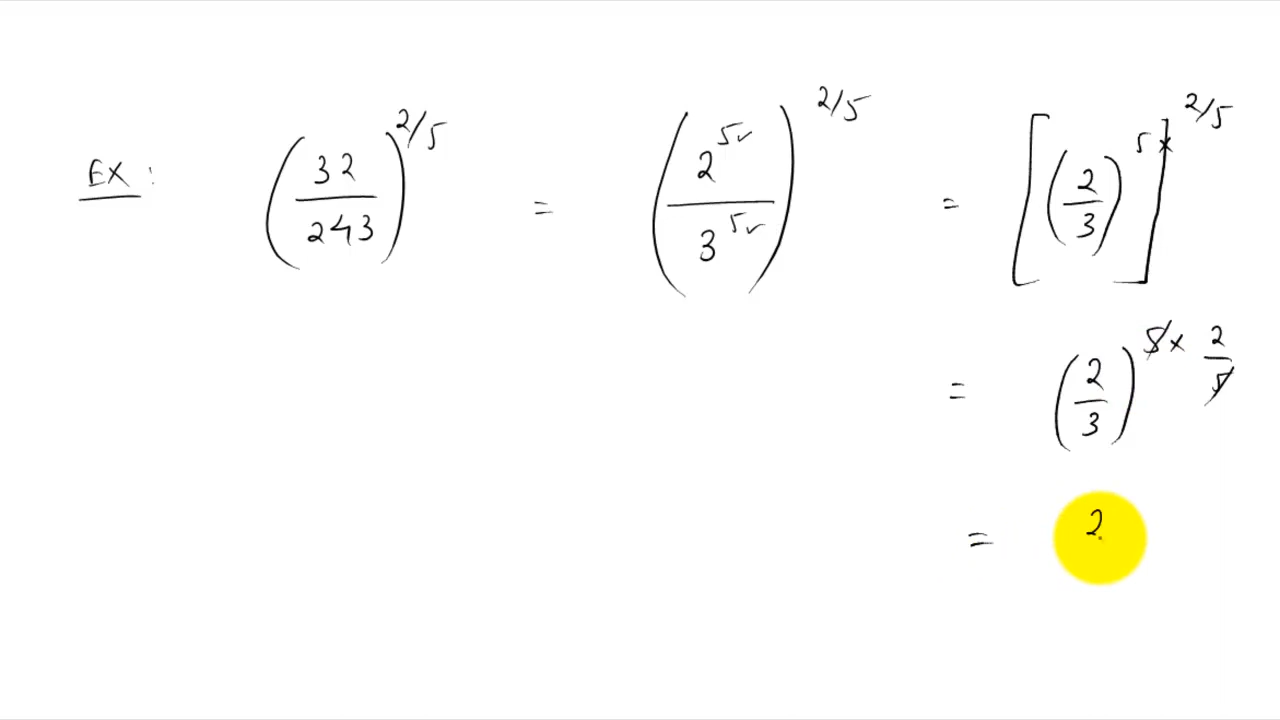 EX : (32/243)^2/5 = (2^5✓/3^5✓)^2/5 = [(2/3)^5 ×]^2/5
= (2/3)^5 × 2/5
= 2